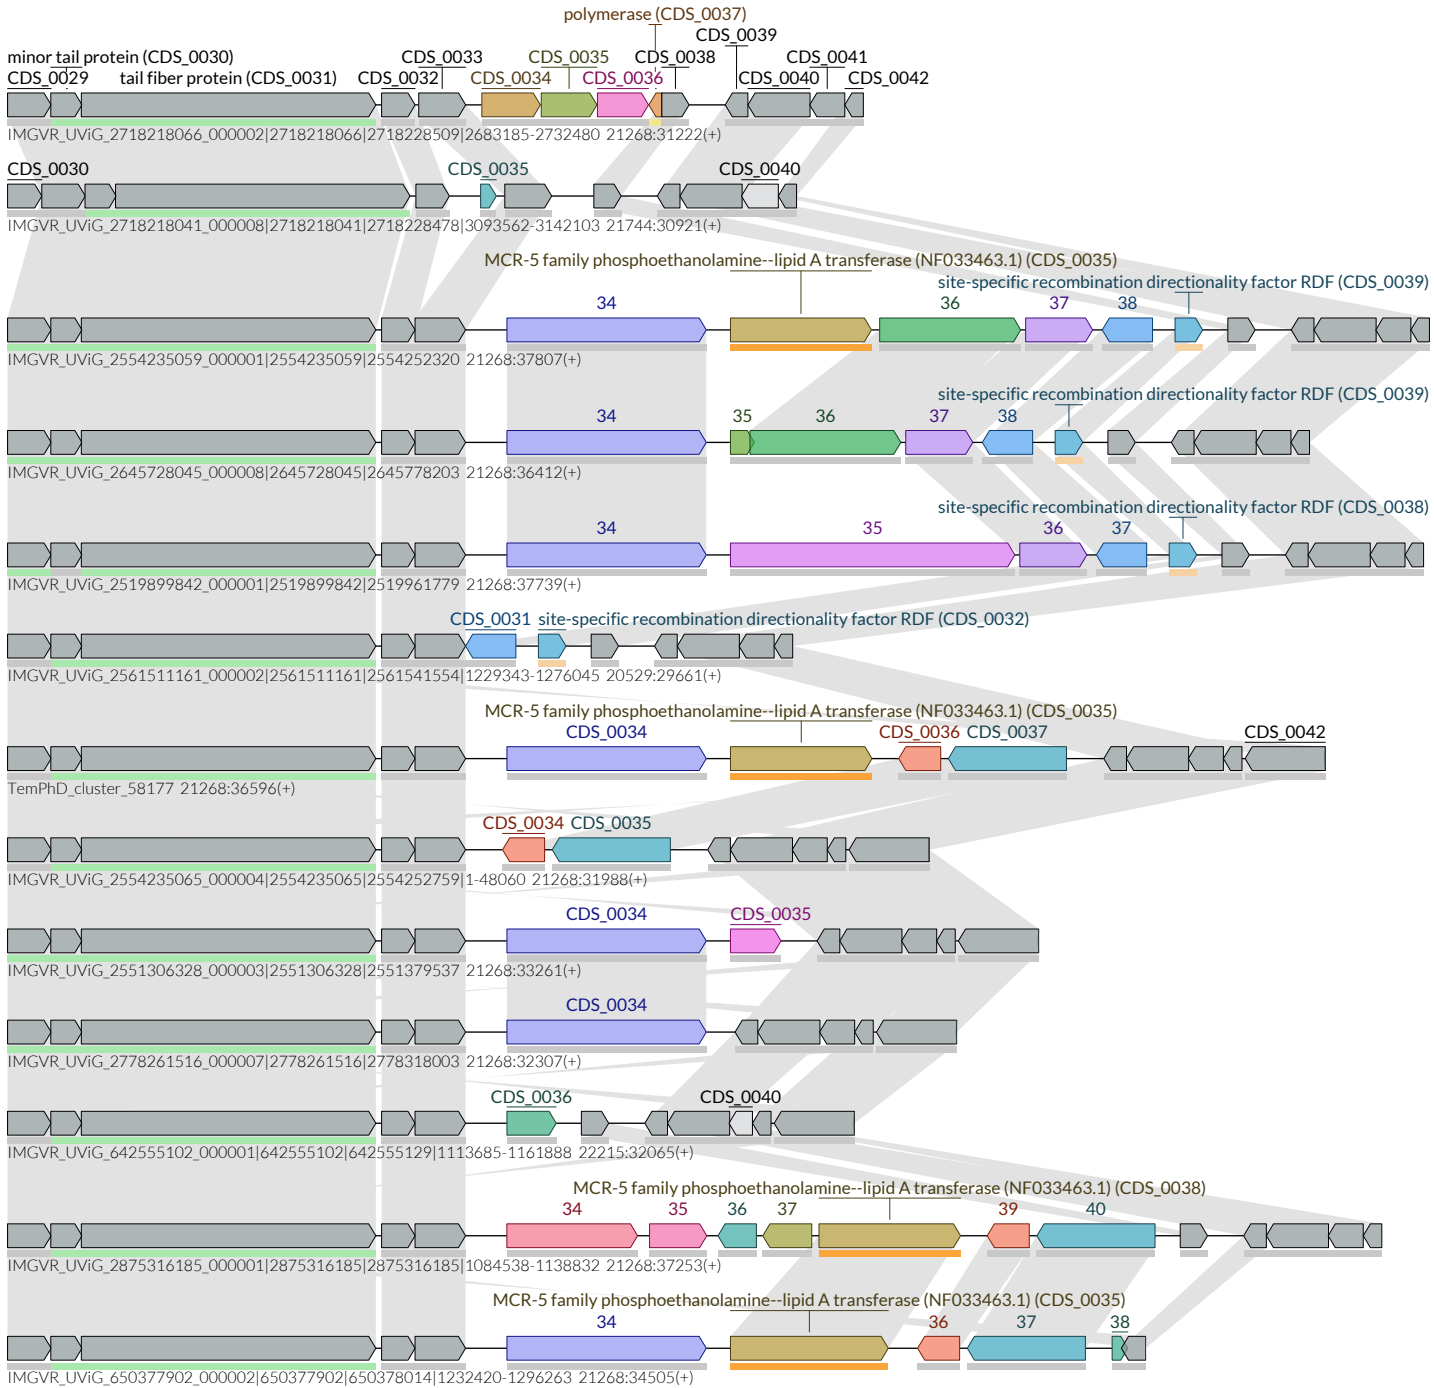 polymerase (CDS_0037)
CDS_0039
minor tail protein (CDS_0030) CDS_0033 CDS_0035 CDS_0038 CDS_0041
CDS_0029 tail fiber protein (CDS_0031) CDS_0032 CDS_0034 CDS_0036 CDS_0040 CDS_0042
IMGVR_UViG_2718218066_000002|2718218066|2718228509|2683185-2732480 21268:31222(+)
CDS_0030 CDS_0035 CDS_0040
IMGVR_UViG_2718218041_000008|2718218041|2718228478|3093562-3142103 21744:30921(+)
MCR-5 family phosphoethanolamine--lipid A transferase (NF033463.1) (CDS_0035)
site-specific recombination directionality factor RDF (CDS_0039)
34 36 37 38
IMGVR_UViG_2554235059_000001|2554235059|2554252320 21268:37807(+)
site-specific recombination directionality factor RDF (CDS_0039)
34 35 36 37 38
IMGVR_UViG_2645728045_000008|2645728045|2645778203 21268:36412(+)
site-specific recombination directionality factor RDF (CDS_0038)
34 35 36 37
IMGVR_UViG_2519899842_000001|2519899842|2519961779 21268:37739(+)
CDS_0031 site-specific recombination directionality factor RDF (CDS_0032)
IMGVR_UViG_2561511161_000002|2561511161|2561541554|1229343-1276045 20529:29661(+)
MCR-5 family phosphoethanolamine--lipid A transferase (NF033463.1) (CDS_0035)
CDS_0034 CDS_0036 CDS_0037 CDS_0042
TemPhD_cluster_58177 21268:36596(+)
CDS_0034 CDS_0035
IMGVR_UViG_2554235065_000004|2554235065|2554252759|1-48060 21268:31988(+)
CDS_0034 CDS_0035
IMGVR_UViG_2551306328_000003|2551306328|2551379537 21268:33261(+)
CDS_0034
IMGVR_UViG_2778261516_000007|2778261516|2778318003 21268:32307(+)
CDS_0036 CDS_0040
IMGVR_UViG_642555102_000001|642555102|642555129|1113685-1161888 22215:32065(+)
MCR-5 family phosphoethanolamine--lipid A transferase (NF033463.1) (CDS_0038)
34 35 36 37 39 40
IMGVR_UViG_2875316185_000001|2875316185|2875316185|1084538-1138832 21268:37253(+)
MCR-5 family phosphoethanolamine--lipid A transferase (NF033463.1) (CDS_0035)
34 36 37 38
IMGVR_UViG_650377902_000002|650377902|650378014|1232420-1296263 21268:34505(+)